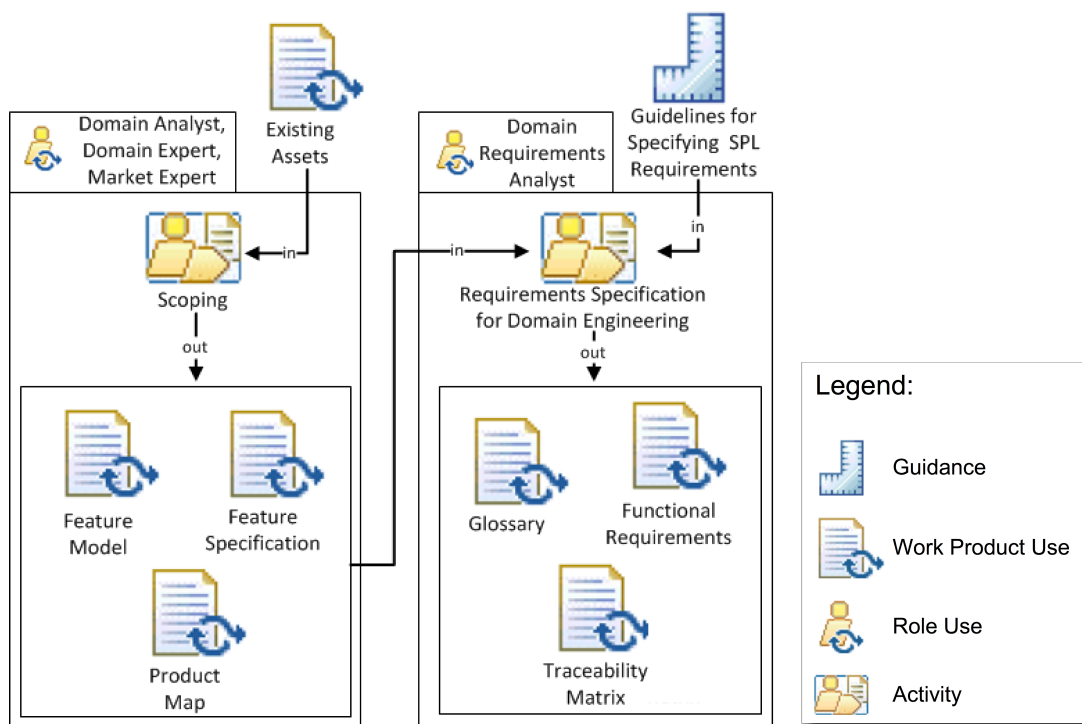 Existing
Assets
Guidelines for
Specifying SPL
Requirements
Domain Analyst,
Domain Expert,
Market Expert
Domain
Requirements
Analyst
in
in
in
Scoping
Requirements Specification
for Domain Engineering
out
out
Feature
Model
Feature
Specification
Product
Map
Glossary
Functional
Requirements
Traceability
Matrix
Legend:
Guidance
Work Product Use
Role Use
Activity